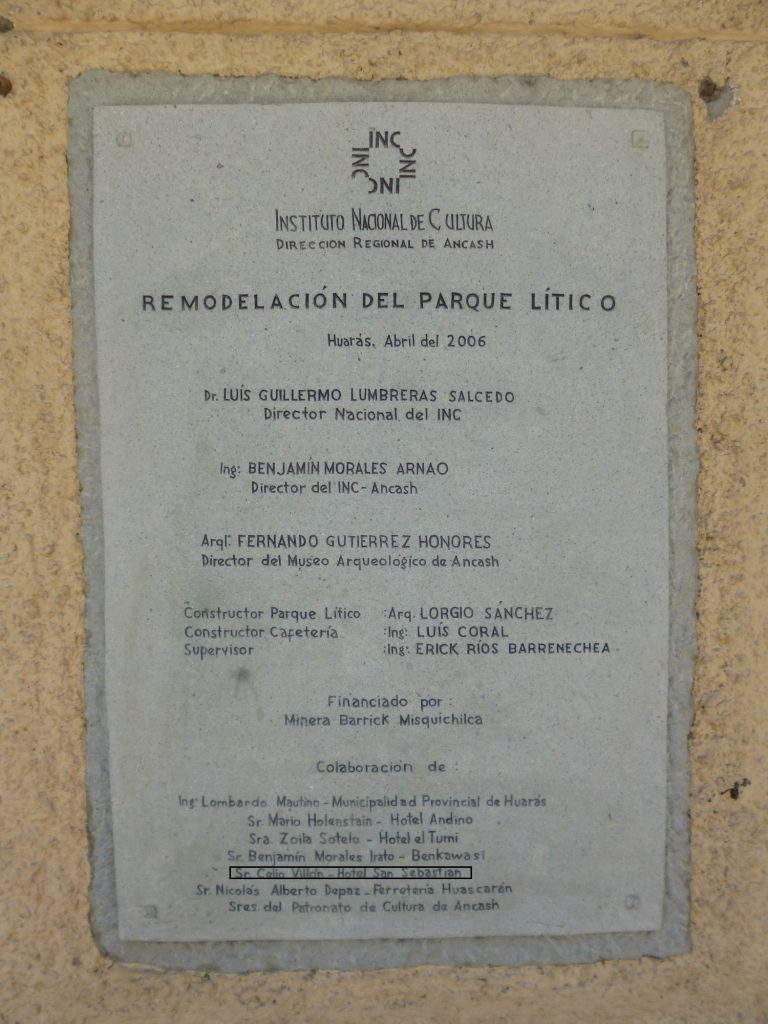 INC
INC
INC
INC
INSTITUTO NACIONAL DE CULTURA
DIRECCION REGIONAL DE ANCASH
REMODELACIÓN DEL PARQUE LÍTICO
Huarás, Abril del 2006
Dr. LUÍS GUILLERMO LUMBRERAS SALCEDO
Director Nacional del INC
Ing: BENJAMÍN MORALES ARNAO
Director del INC-Ancash
Arql: FERNANDO GUTIERREZ HONORES
Director del Museo Arqueológico de Ancash
Constructor Parque Lítico :Arq. LORGIO SÁNCHEZ
Constructor Cafetería :Ing: LUÍS CORAL
Supervisor :Ing: ERICK RÍOS BARRENECHEA
Financiado por :
Minera Barrick Misquichilca
Colaboración de :
Ing: Lombardo Mautino - Municipalidad Provincial de Huarás
Sr. Mario Holenstain - Hotel Andino
Sra. Zoila Sotelo - Hotel el Tumi
Sr. Benjamín Morales Irato - Benkawasi
Sr. Celio Villón - Hotel San Sebastian
Sr. Nicolás Alberto Depaz - Ferretería Huascarán
Sres. del Patronato de Cultura de Ancash